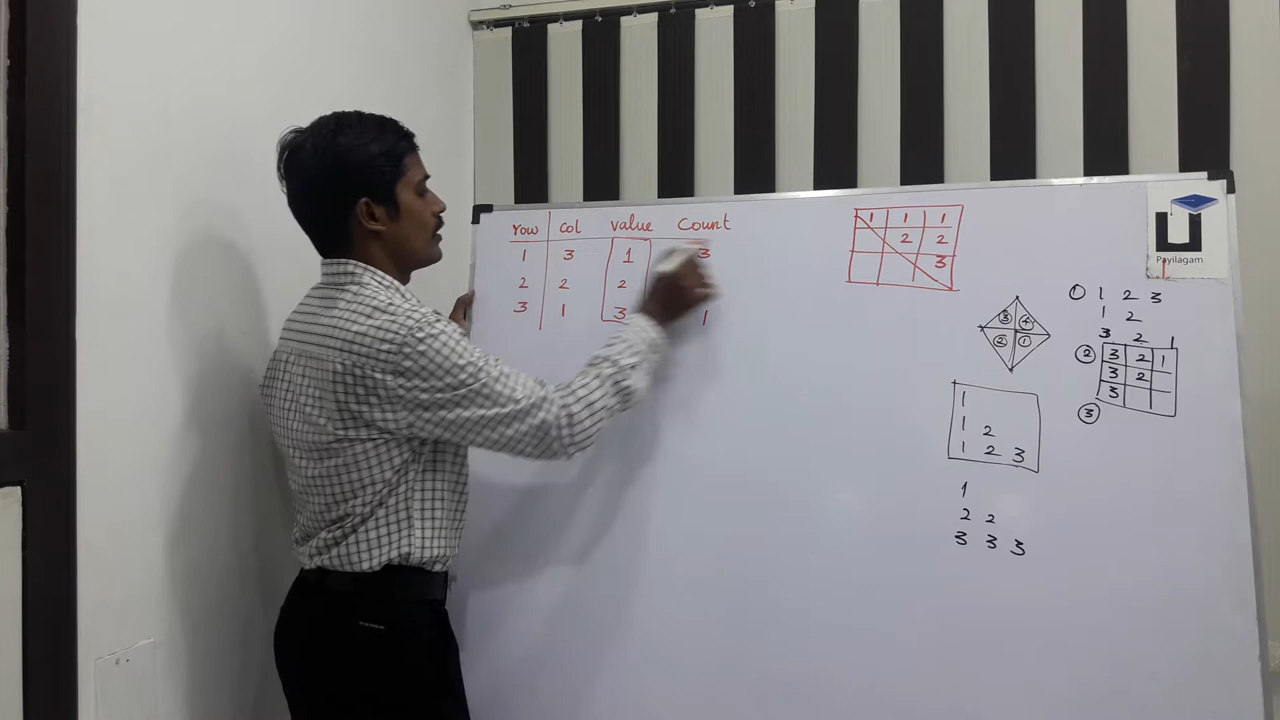 row col value Count
1 3 1 3
2 2 2
3 1 3 1
1 1 1
2 2
3
Payilagam
3 4
2 1
1
1 2
1 2 3
1
2 2
3 3 3
1 1 2 3
1 2
3 2 1
2 3 2 1
3 2
3
3